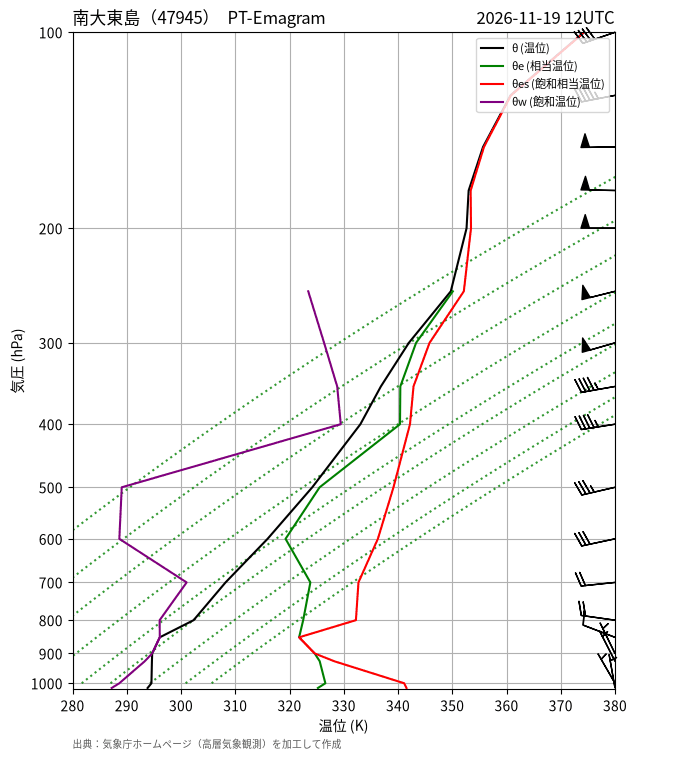 南大東島（47945） PT-Emagram
2026-11-19 12UTC
θ (温位)
θe (相当温位)
θes (飽和相当温位)
θw (飽和温位)
100
200
300
400
500
600
700
800
900
1000
気圧 (hPa)
280 290 300 310 320 330 340 350 360 370 380
温位 (K)
出典：気象庁ホームページ（高層気象観測）を加工して作成